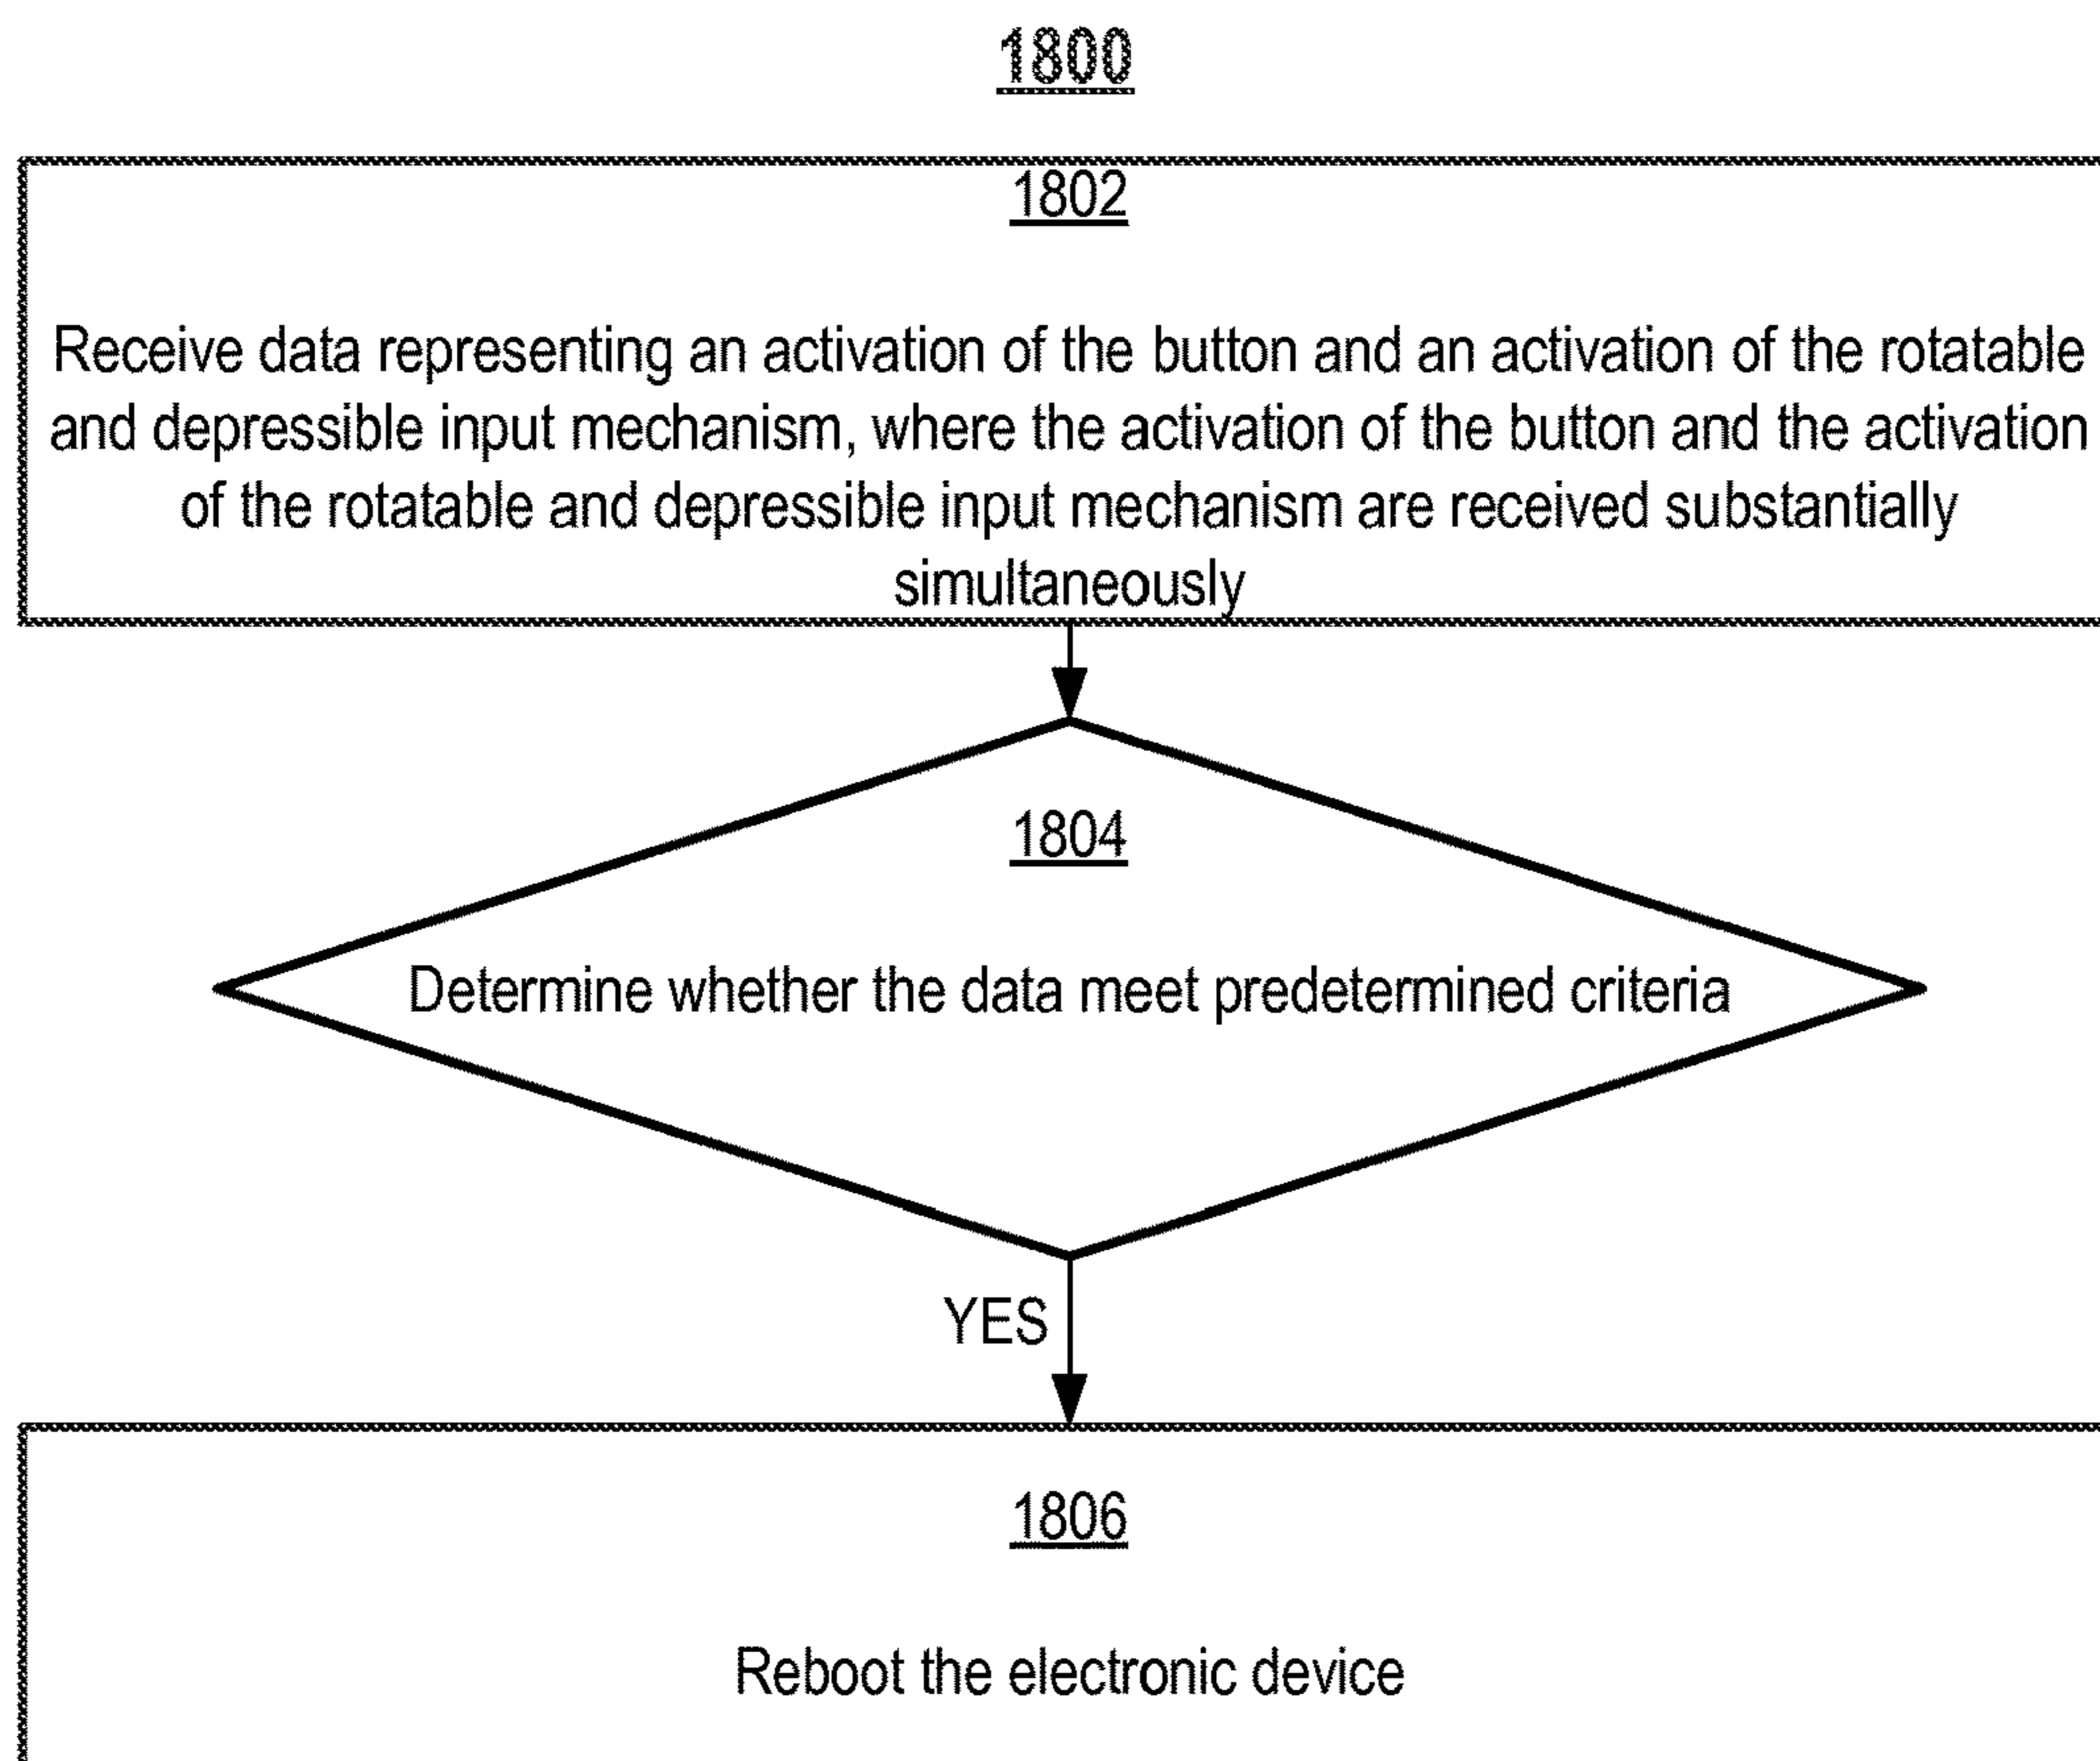 1800
1802
Receive data representing an activation of the button and an activation of the rotatable
and depressible input mechanism, where the activation of the button and the activation
of the rotatable and depressible input mechanism are received substantially
simultaneously
1804
Determine whether the data meet predetermined criteria
YES
1806
Reboot the electronic device